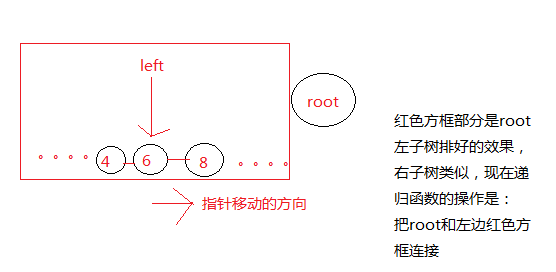 left
root
。。。。 4 6 8 。。。。
指针移动的方向
红色方框部分是root
左子树排好的效果，
右子树类似，现在递
归函数的操作是：
把root和左边红色方
框连接